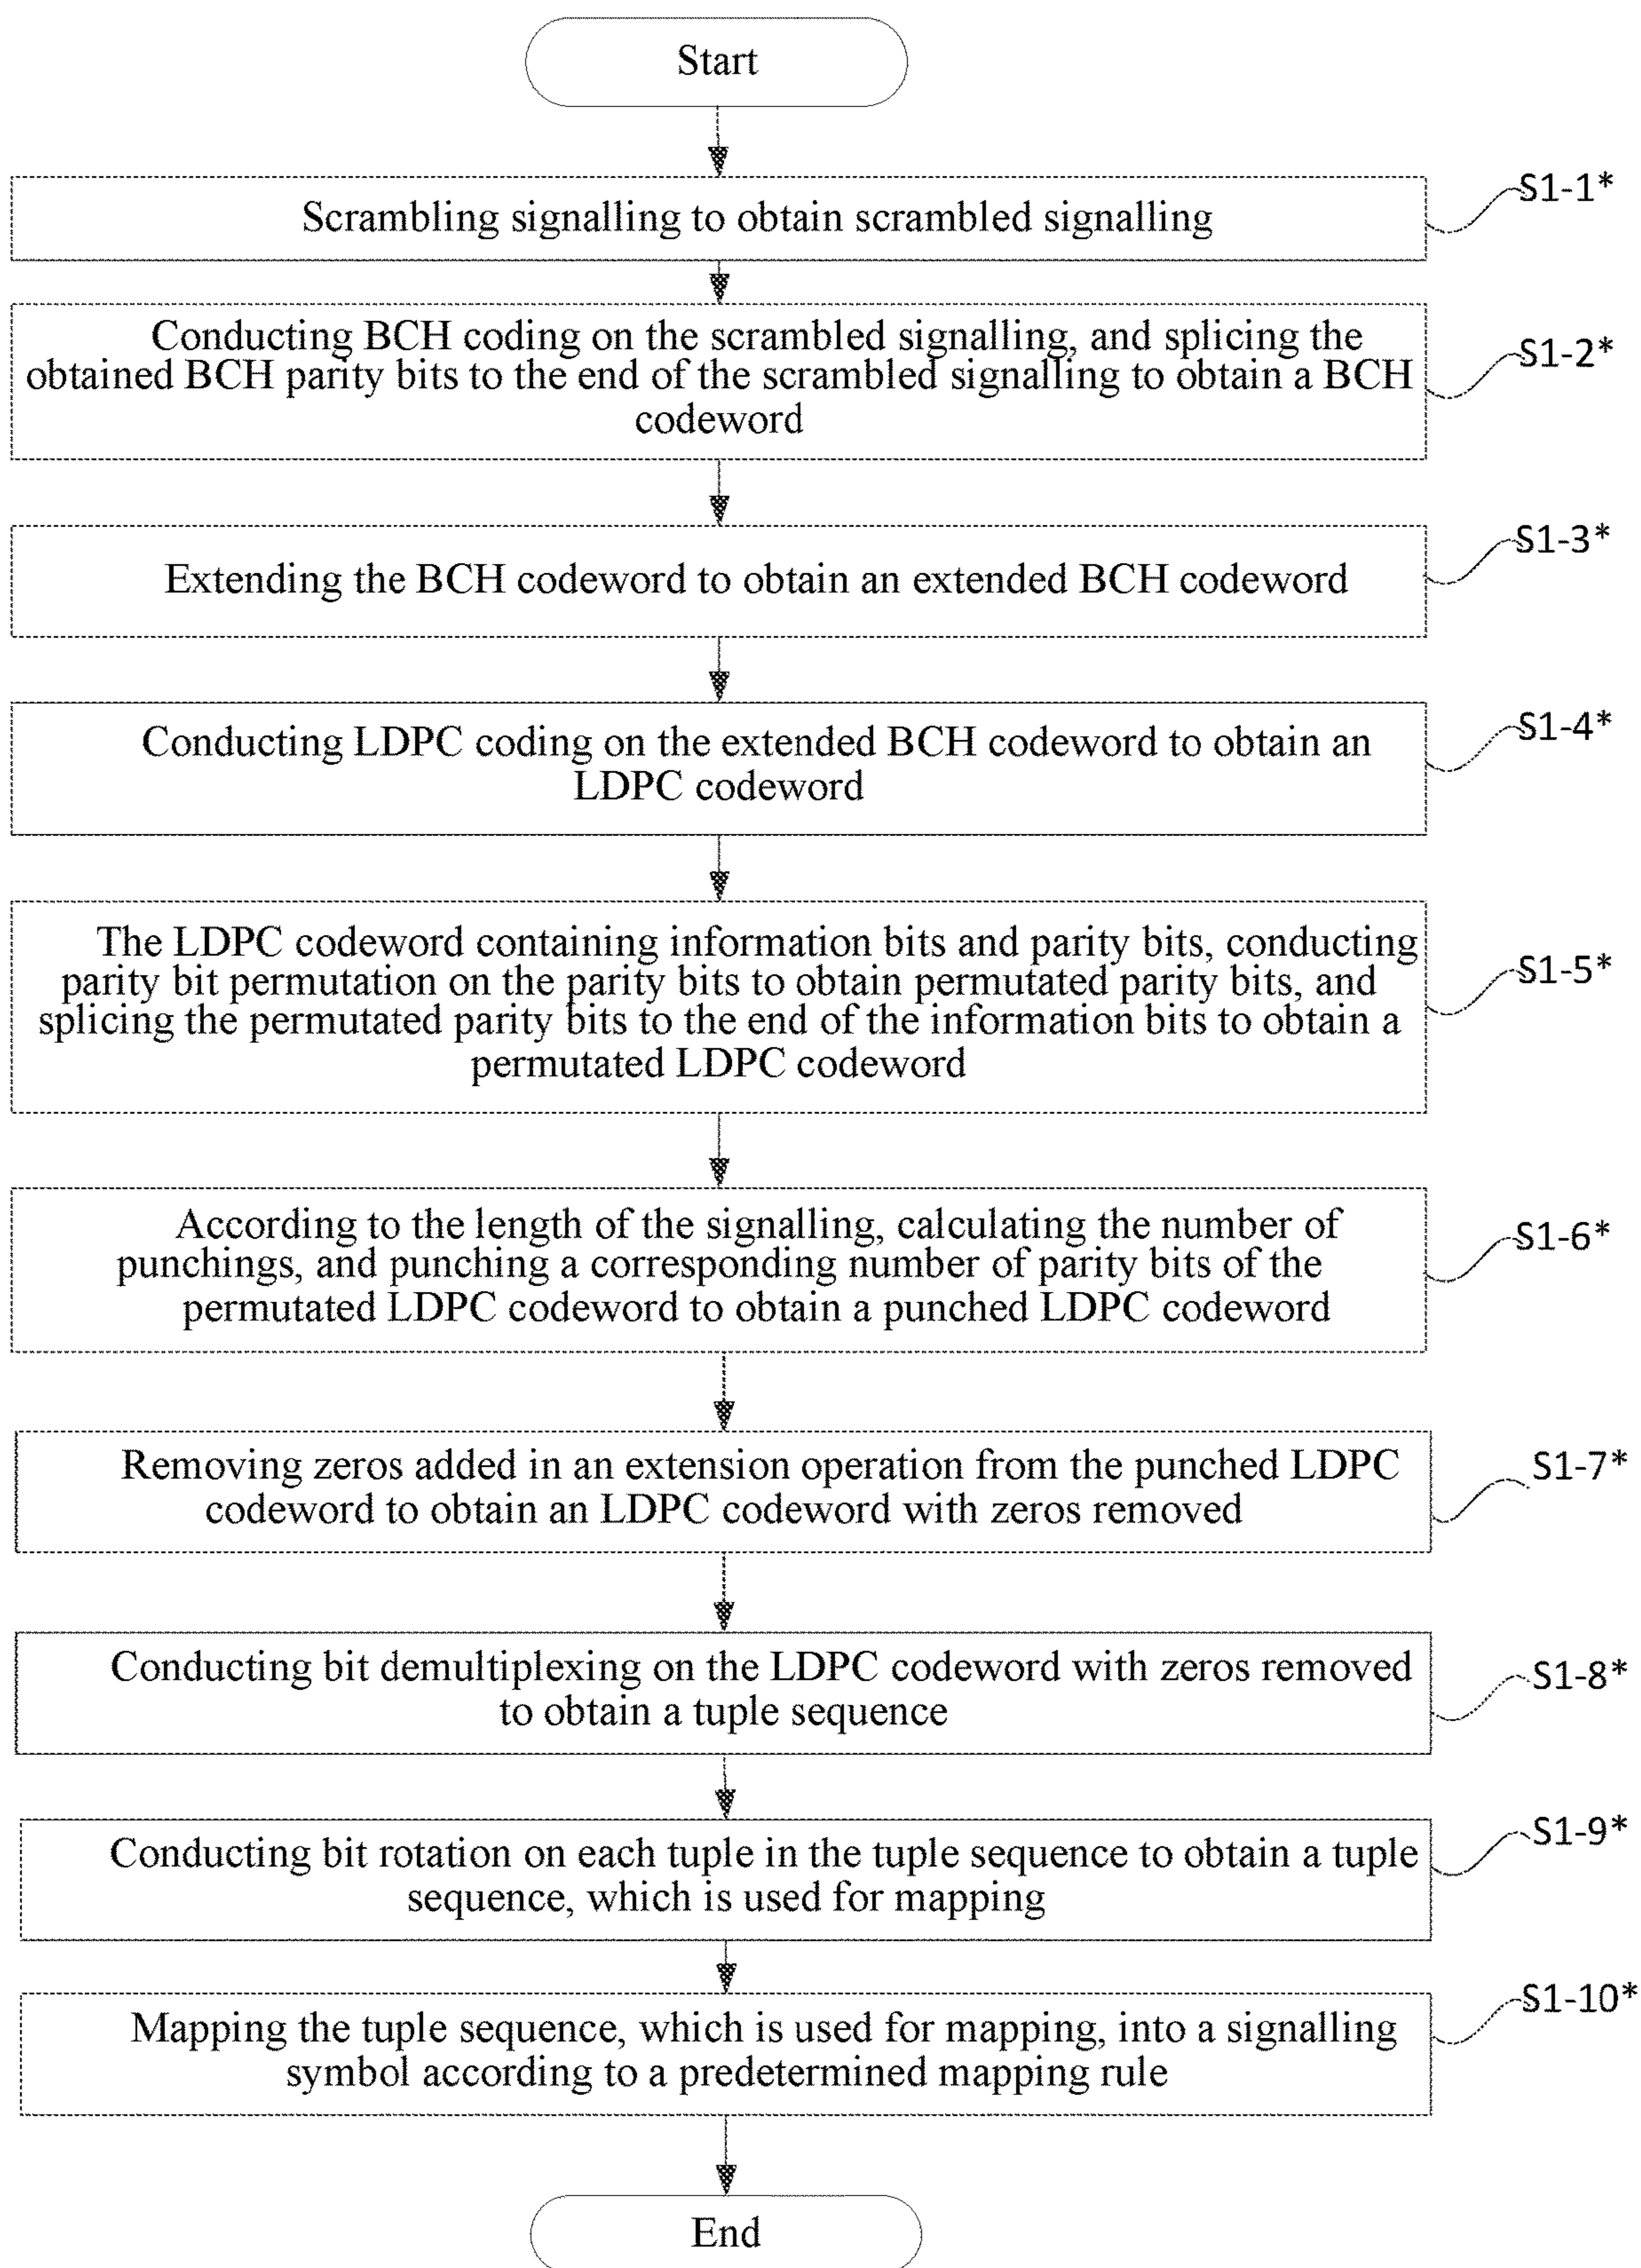 Start
Scrambling signalling to obtain scrambled signalling
S1-1*
Conducting BCH coding on the scrambled signalling, and splicing the
obtained BCH parity bits to the end of the scrambled signalling to obtain a BCH
codeword
S1-2*
Extending the BCH codeword to obtain an extended BCH codeword
S1-3*
Conducting LDPC coding on the extended BCH codeword to obtain an
LDPC codeword
S1-4*
The LDPC codeword containing information bits and parity bits, conducting
parity bit permutation on the parity bits to obtain permutated parity bits, and
splicing the permutated parity bits to the end of the information bits to obtain a
permutated LDPC codeword
S1-5*
According to the length of the signalling, calculating the number of
punchings, and punching a corresponding number of parity bits of the
permutated LDPC codeword to obtain a punched LDPC codeword
S1-6*
Removing zeros added in an extension operation from the punched LDPC
codeword to obtain an LDPC codeword with zeros removed
S1-7*
Conducting bit demultiplexing on the LDPC codeword with zeros removed
to obtain a tuple sequence
S1-8*
Conducting bit rotation on each tuple in the tuple sequence to obtain a tuple
sequence, which is used for mapping
S1-9*
Mapping the tuple sequence, which is used for mapping, into a signalling
symbol according to a predetermined mapping rule
S1-10*
End